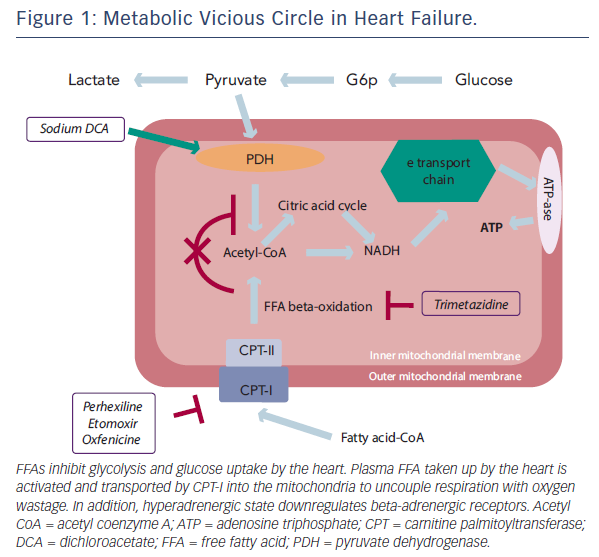 Figure 1: Metabolic Vicious Circle in Heart Failure.
Lactate Pyruvate G6p Glucose
Sodium DCA
PDH
e transport
chain
ATP-ase
Citric acid cycle
ATP
Acetyl-CoA
NADH
FFA beta-oxidation
Trimetazidine
CPT-II
Inner mitochondrial membrane
Outer mitochondrial membrane
CPT-I
Perhexiline
Etomoxir
Oxfenicine
Fatty acid-CoA
FFAs inhibit glycolysis and glucose uptake by the heart. Plasma FFA taken up by the heart is
activated and transported by CPT-I into the mitochondria to uncouple respiration with oxygen
wastage. In addition, hyperadrenergic state downregulates beta-adrenergic receptors. Acetyl
CoA = acetyl coenzyme A; ATP = adenosine triphosphate; CPT = carnitine palmitoyltransferase;
DCA = dichloroacetate; FFA = free fatty acid; PDH = pyruvate dehydrogenase.